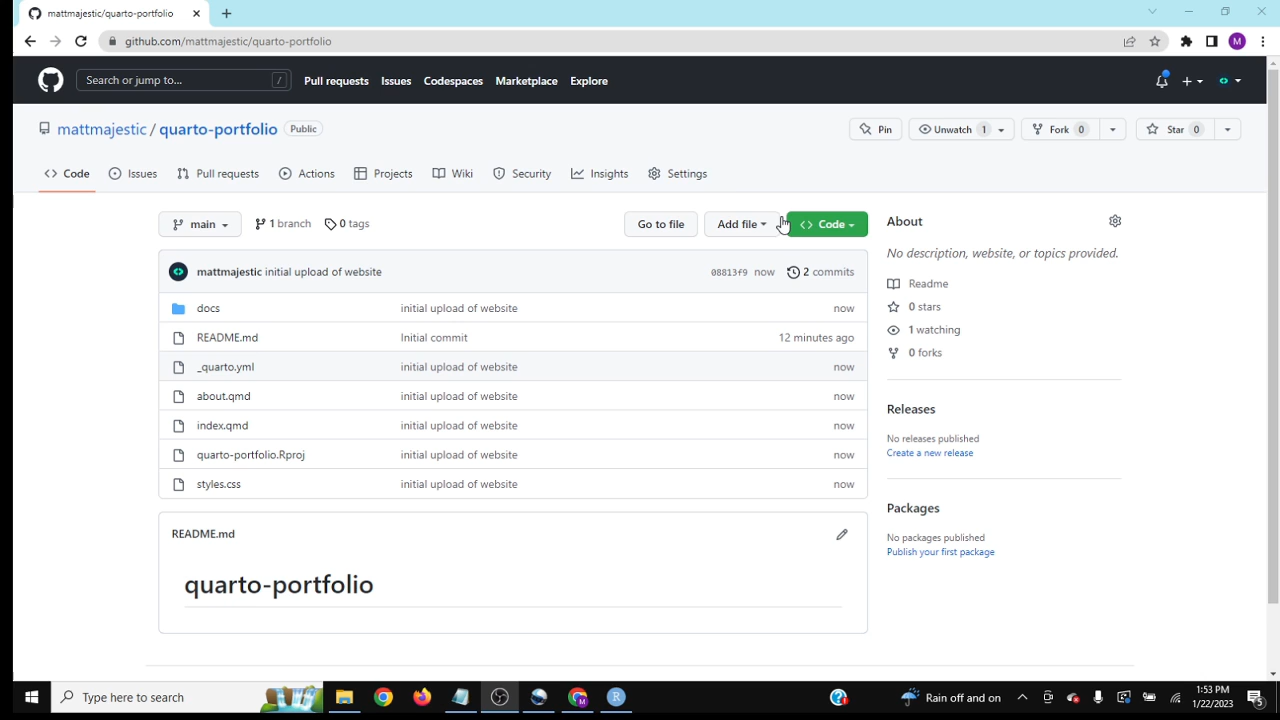 mattmajestic/quarto-portfolio
github.com/mattmajestic/quarto-portfolio
M
Search or jump to... /
Pull requests Issues Codespaces Marketplace Explore
mattmajestic / quarto-portfolio Public
Pin Unwatch 1 Fork 0 Star 0
Code Issues Pull requests Actions Projects Wiki Security Insights Settings
main 1 branch 0 tags Go to file Add file Code
mattmajestic initial upload of website 08813f9 now 2 commits
docs initial upload of website now
README.md Initial commit 12 minutes ago
_quarto.yml initial upload of website now
about.qmd initial upload of website now
index.qmd initial upload of website now
quarto-portfolio.Rproj initial upload of website now
styles.css initial upload of website now
README.md
quarto-portfolio
About
No description, website, or topics provided.
Readme
0 stars
1 watching
0 forks
Releases
No releases published
Create a new release
Packages
No packages published
Publish your first package
Type here to search
R
Rain off and on
1:53 PM
1/22/2023
5